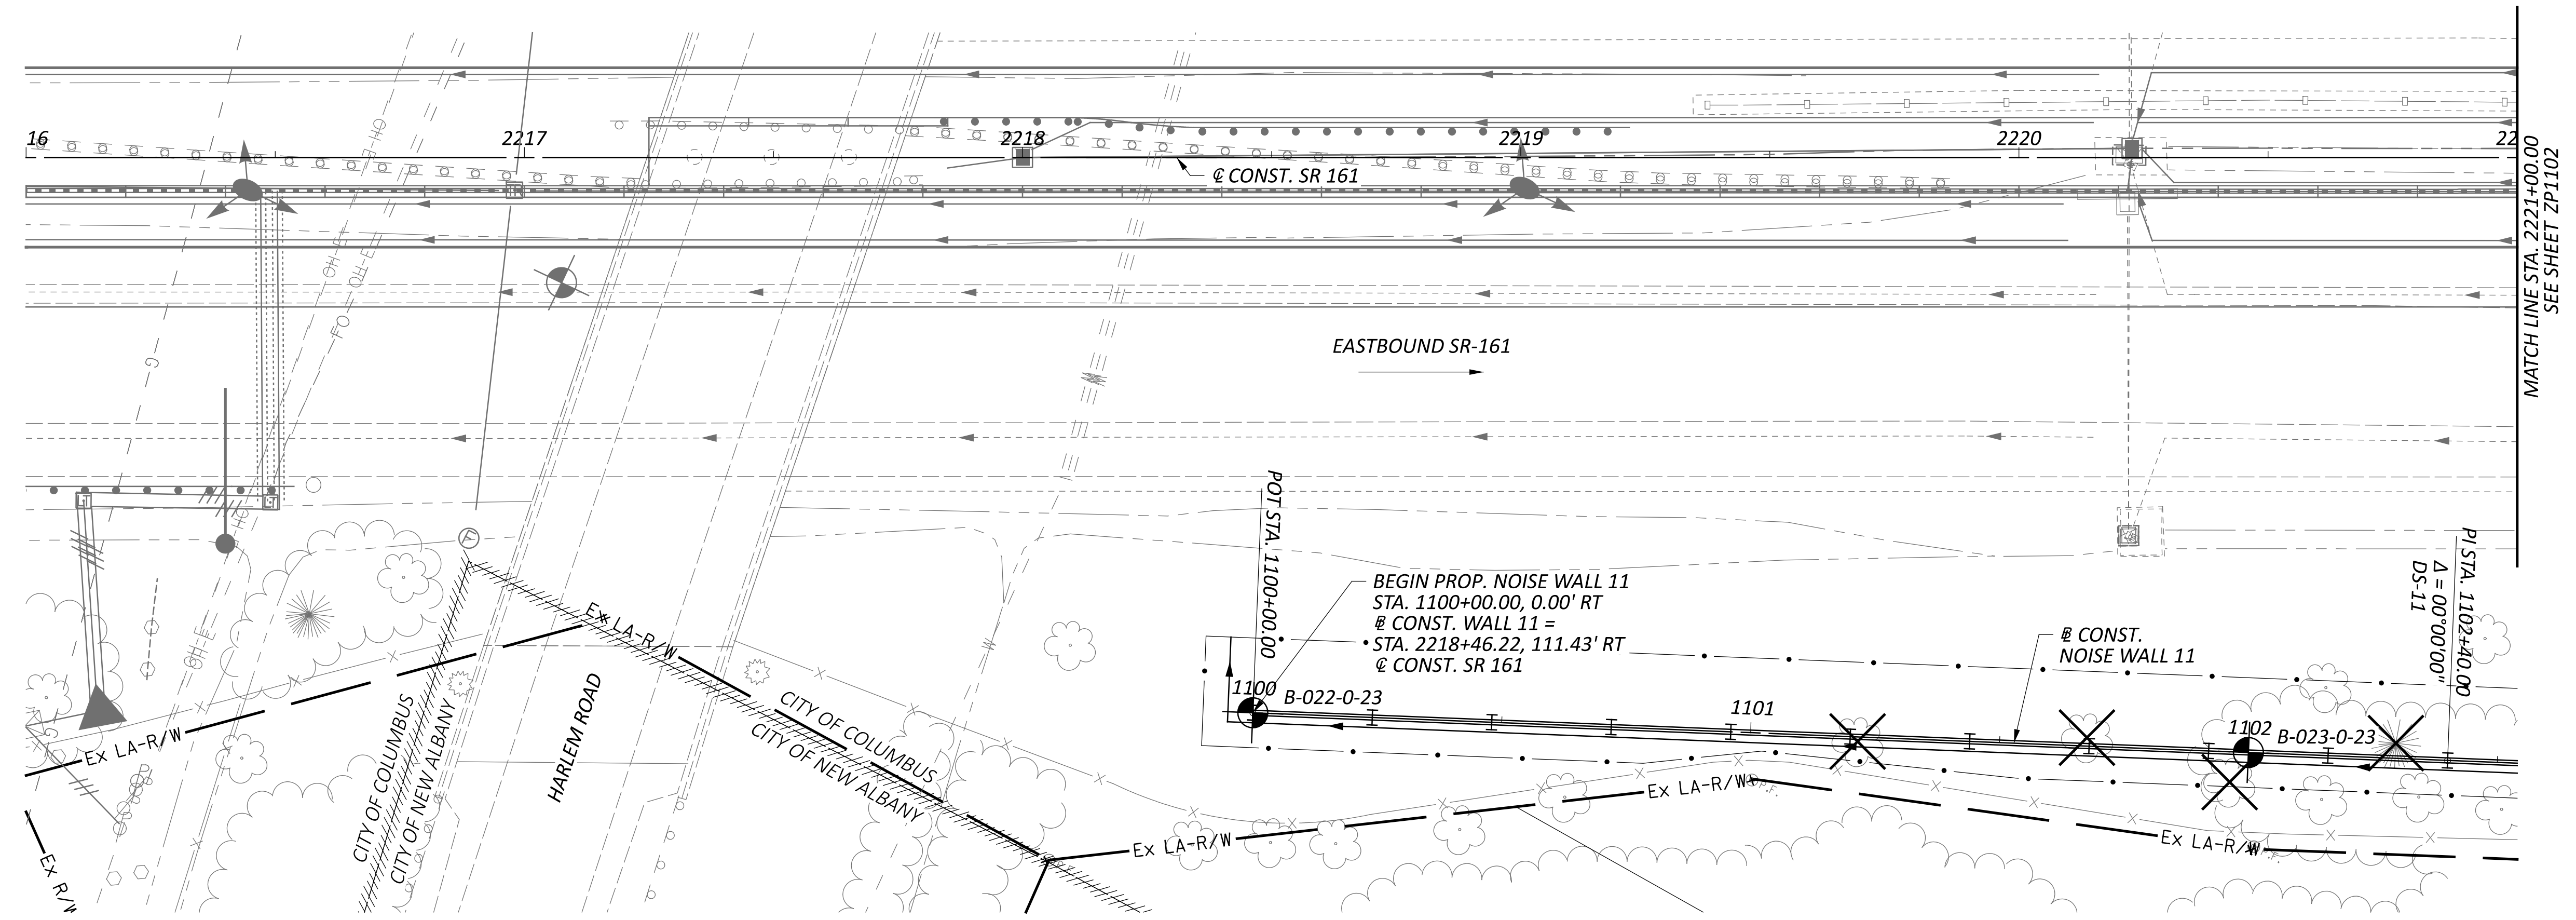 16
2217
2218
2219
2220
22
℄ CONST. SR 161
MATCH LINE STA. 2221+00.00
SEE SHEET ZP1102
G
FO
OH-E
W
EASTBOUND SR-161
POT STA. 1100+00.00
BEGIN PROP. NOISE WALL 11
STA. 1100+00.00, 0.00' RT
BL CONST. WALL 11 =
STA. 2218+46.22, 111.43' RT
℄ CONST. SR 161
BL CONST.
NOISE WALL 11
PI STA. 1102+40.00
Δ = 00°00'00"
DS-11
1100
B-022-0-23
1101
1102
B-023-0-23
Ex LA-R/W
Ex LA-R/W
Ex LA-R/W
Ex LA-R/W
Ex LA-R/W
Ex R/W
CITY OF COLUMBUS
CITY OF NEW ALBANY
HARLEM ROAD
CITY OF COLUMBUS
CITY OF NEW ALBANY
W